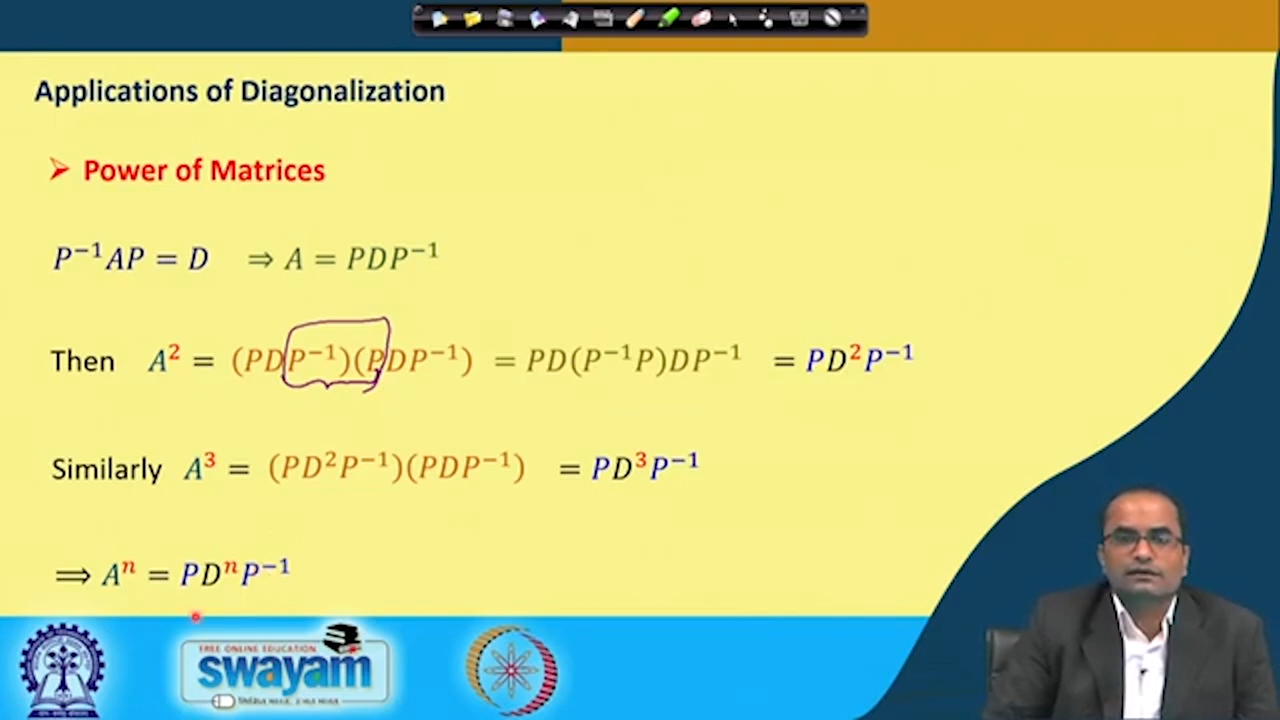 Applications of Diagonalization
➢ Power of Matrices
P⁻¹AP = D ⇒ A = PDP⁻¹
Then A² = (PDP⁻¹)(PDP⁻¹) = PD(P⁻¹P)DP⁻¹ = PD²P⁻¹
Similarly A³ = (PD²P⁻¹)(PDP⁻¹) = PD³P⁻¹
⟹ Aⁿ = PDⁿP⁻¹
FREE ONLINE EDUCATION
swayam